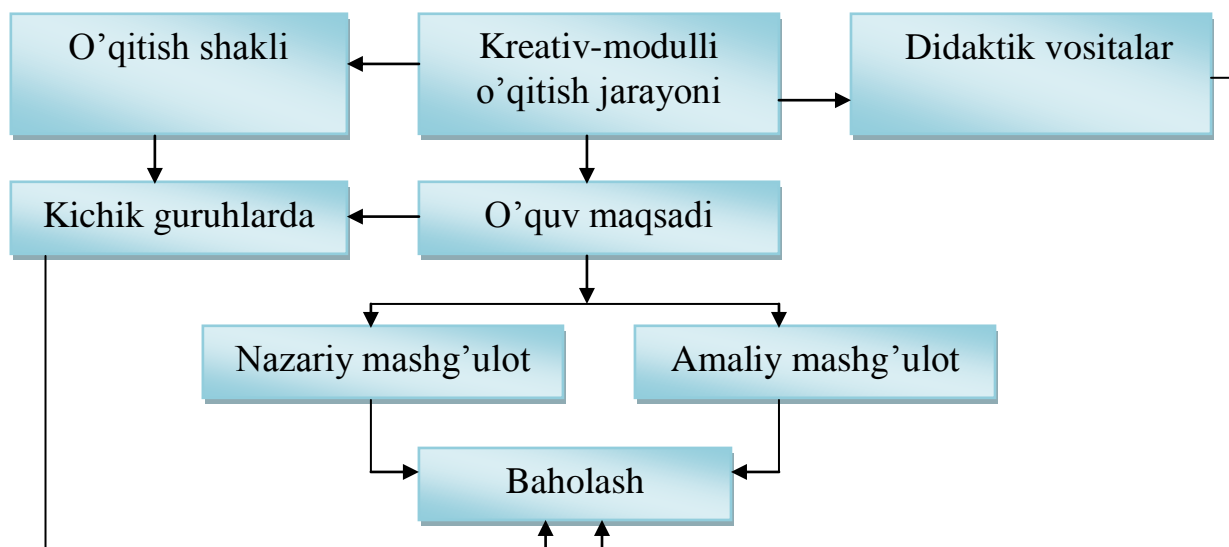 O’qitish shakli
Kreativ-modulli
o’qitish jarayoni
Didaktik vositalar
Kichik guruhlarda
O’quv maqsadi
Nazariy mashg’ulot
Amaliy mashg’ulot
Baholash